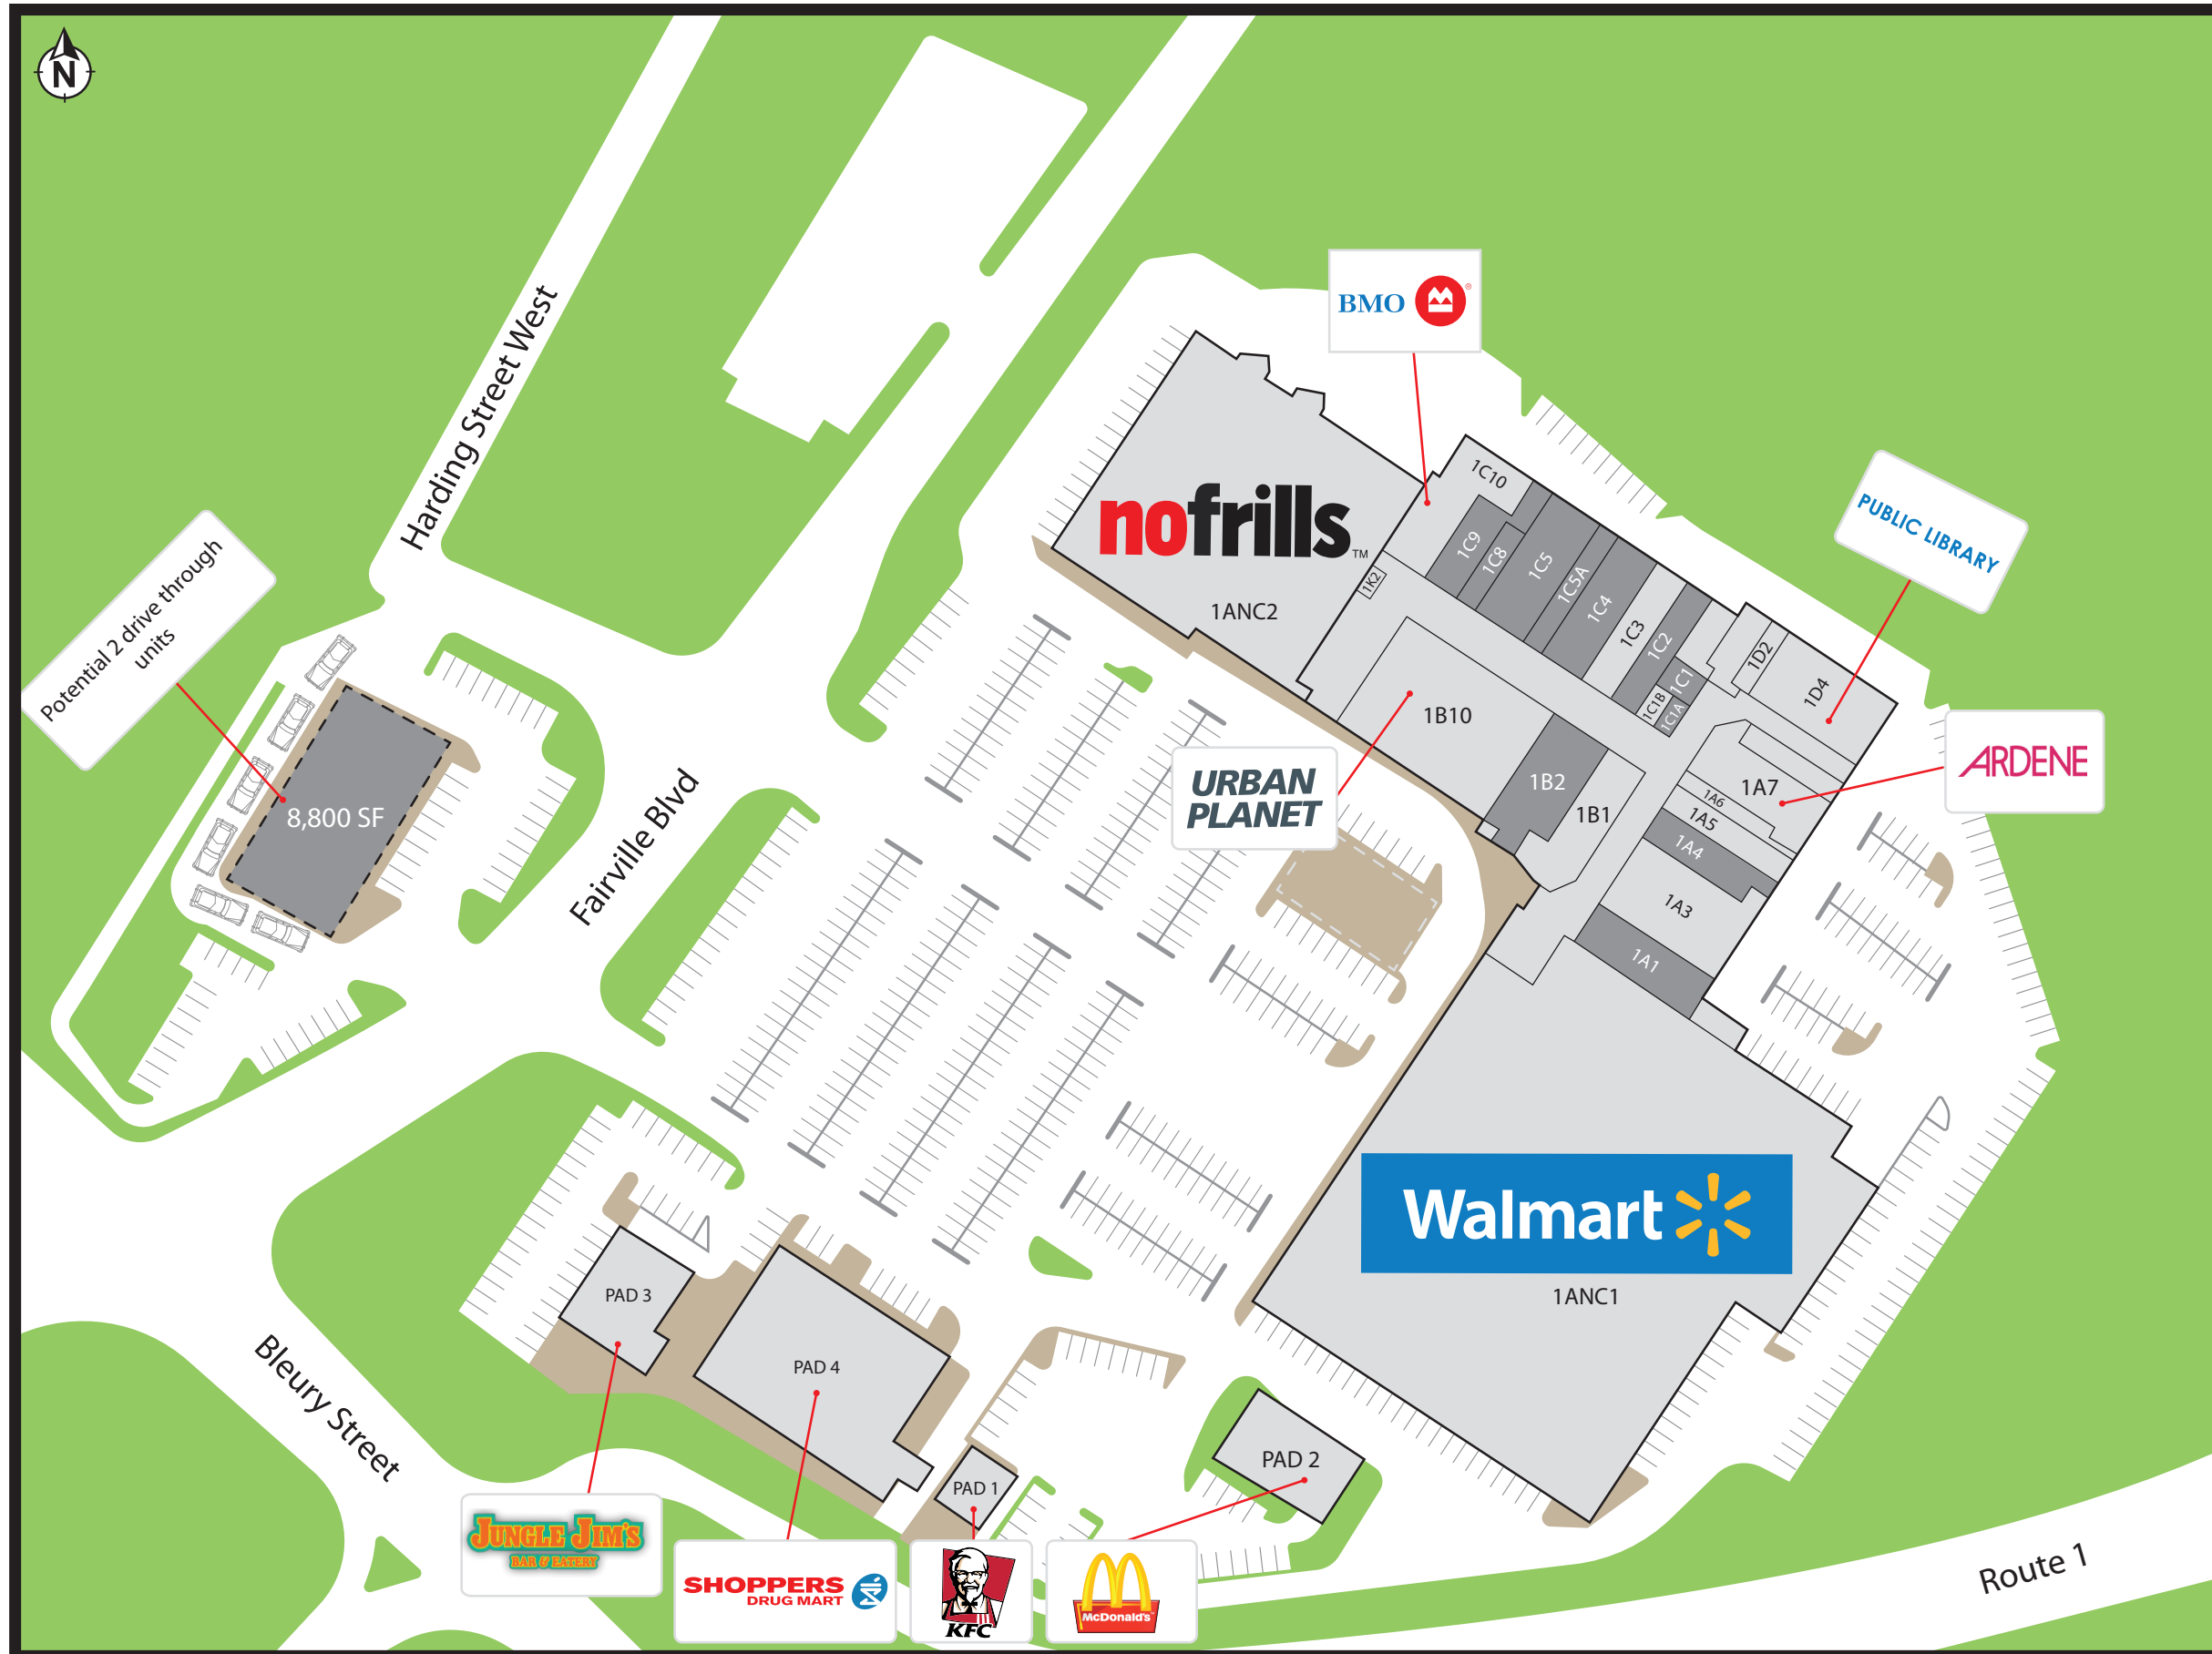 N
Harding Street West
BMO
®
1C10
nofrills
TM
1ANC2
1K2
1C9
1C8
1C5
1C5A
1C4
1C3
1C2
1C1
1C1B
1C1A
1D2
1D4
PUBLIC LIBRARY
Potential 2 drive through
units
8,800 SF
Fairville Blvd
1B10
URBAN
PLANET
1B2
1B1
ARDENE
1A7
1A6
1A5
1A4
1A3
1A1
Walmart
1ANC1
PAD 3
PAD 4
PAD 1
PAD 2
Bleury Street
JUNGLE JIM'S
BAR & EATERY
SHOPPERS
DRUG MART
KFC
McDonald's
Route 1